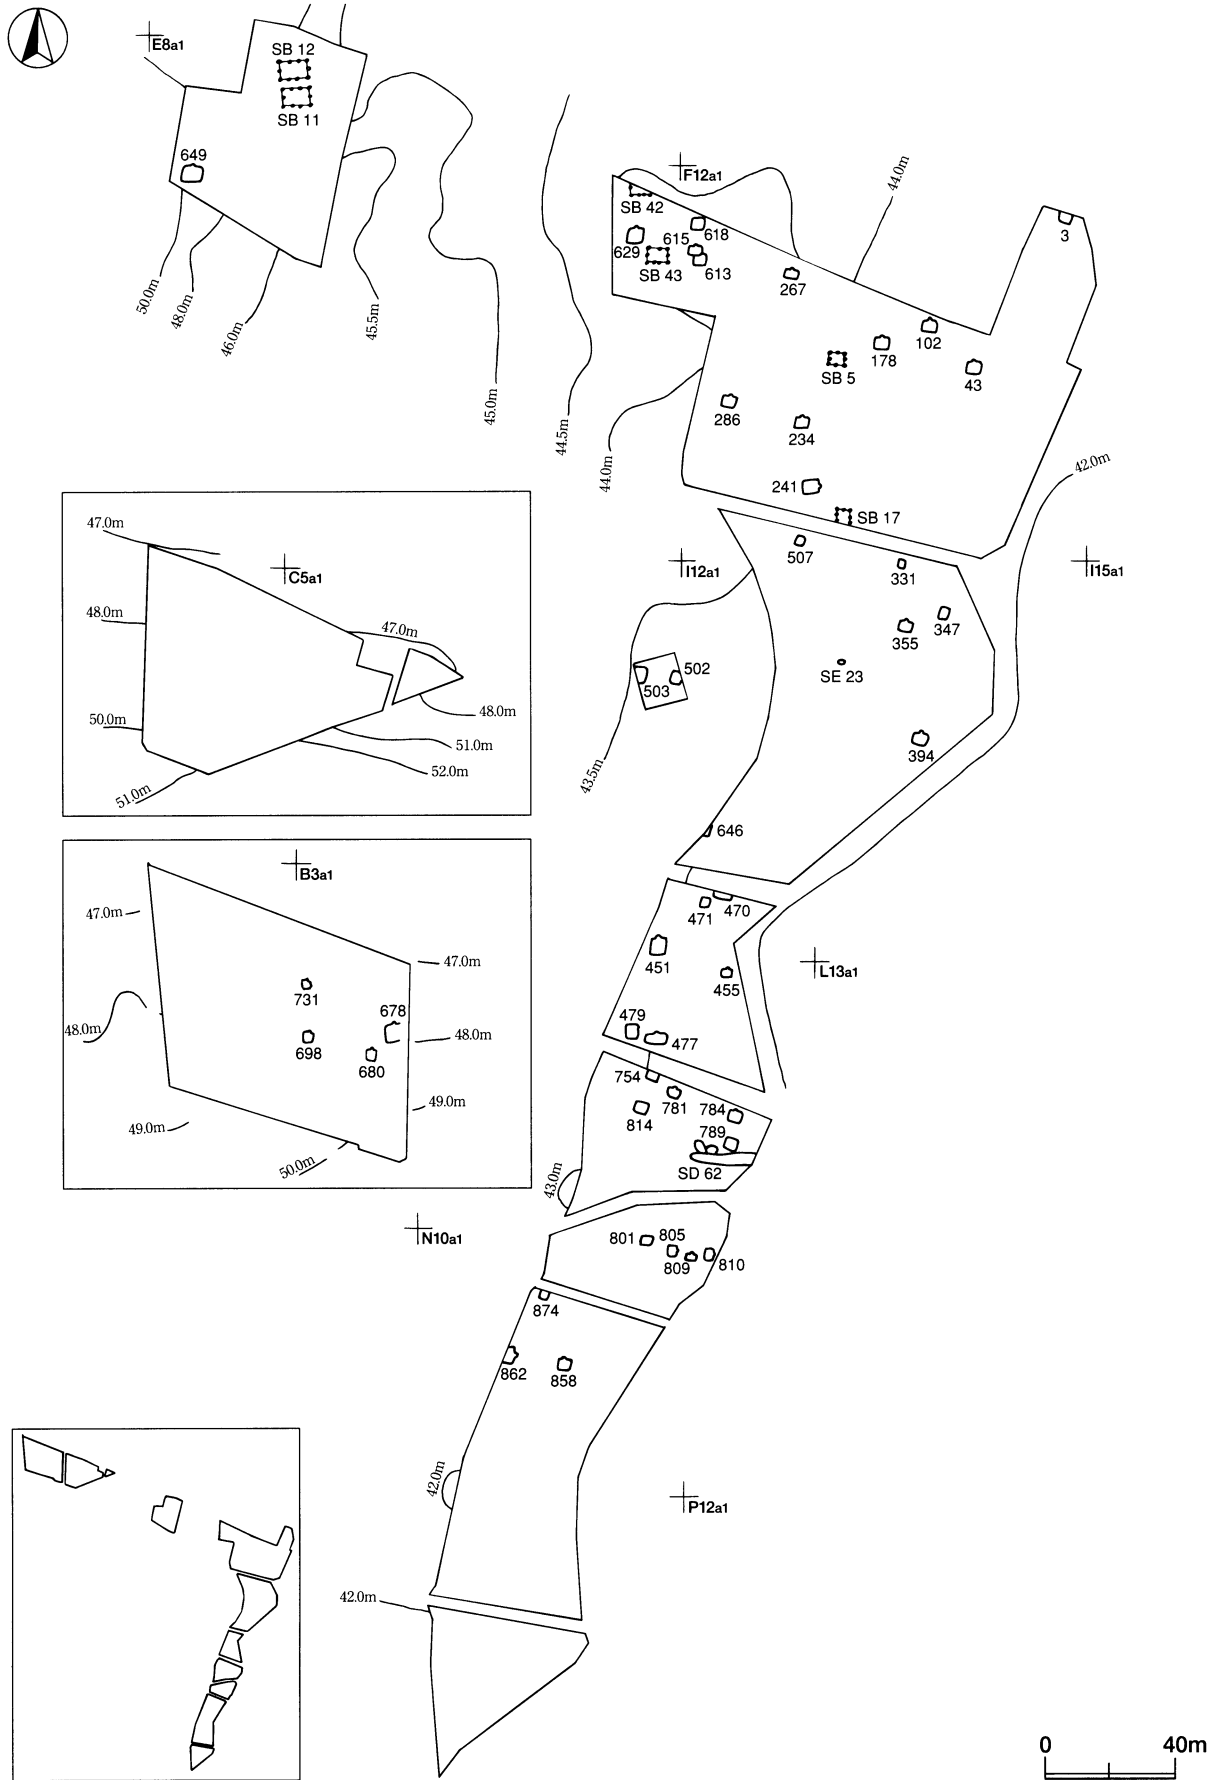 E8a1
SB 12
SB 11
649
50.0m
48.0m
46.0m
45.5m
45.0m
44.5m
44.0m
F12a1
44.0m
SB 42
618
615
629
SB 43
613
267
3
102
178
SB 5
43
286
234
241
SB 17
42.0m
507
I12a1
331
I15a1
347
355
502
503
SE 23
394
43.5m
646
47.0m
C5a1
48.0m
47.0m
50.0m
48.0m
51.0m
52.0m
51.0m
B3a1
47.0m
47.0m
731
678
48.0m
48.0m
698
680
49.0m
49.0m
50.0m
471
470
451
455
L13a1
479
477
754
781
784
814
789
SD 62
43.0m
N10a1
801
805
809
810
874
862
858
42.0m
P12a1
42.0m
0 40m